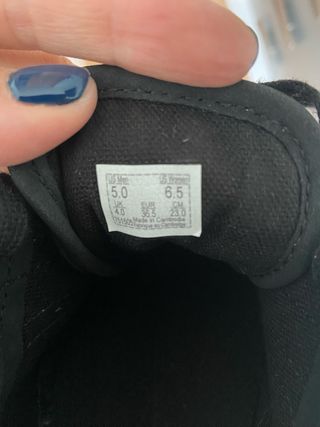 US Men US Women
5.0 6.5
UK EUR CM
4.0 36.5 23.0
Made in Cambodia